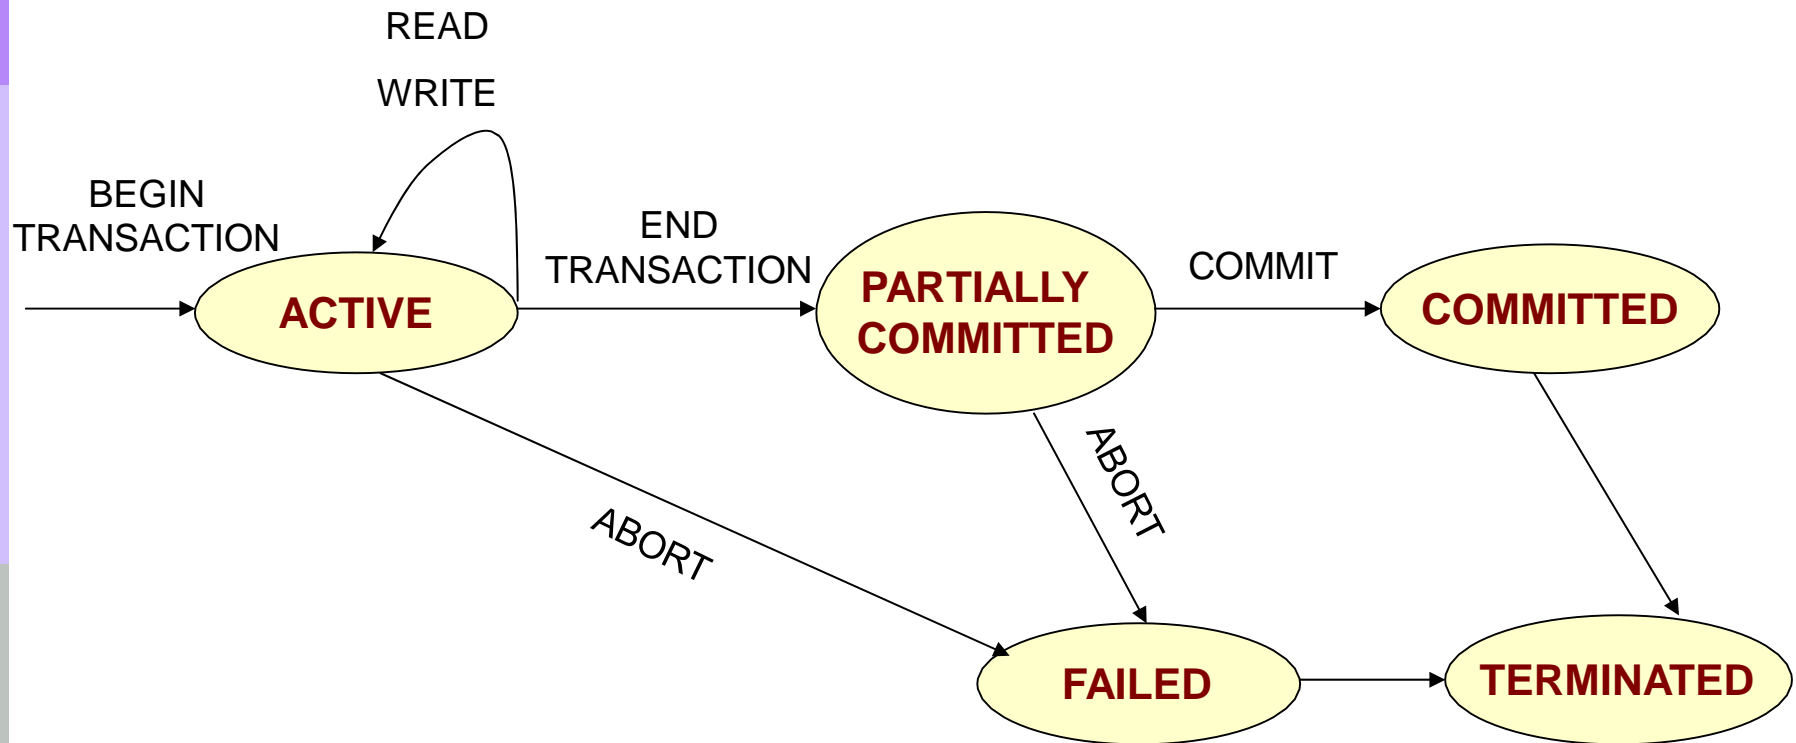 READ
WRITE
BEGIN
TRANSACTION
END
TRANSACTION
COMMIT
ACTIVE
PARTIALLY
COMMITTED
COMMITTED
ABORT
ABORT
FAILED
TERMINATED